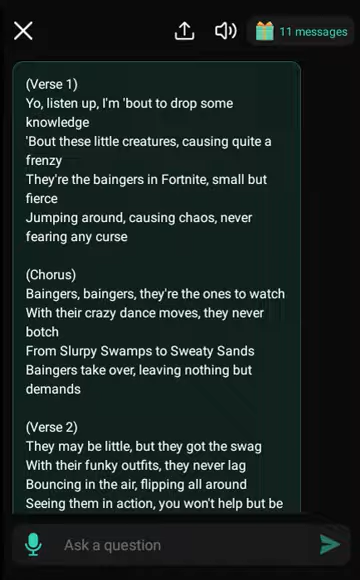 11 messages
(Verse 1)
Yo, listen up, I'm 'bout to drop some
knowledge
'Bout these little creatures, causing quite a
frenzy
They're the baingers in Fortnite, small but
fierce
Jumping around, causing chaos, never
fearing any curse
(Chorus)
Baingers, baingers, they're the ones to watch
With their crazy dance moves, they never
botch
From Slurpy Swamps to Sweaty Sands
Baingers take over, leaving nothing but
demands
(Verse 2)
They may be little, but they got the swag
With their funky outfits, they never lag
Bouncing in the air, flipping all around
Seeing them in action, you won't help but be
Ask a question